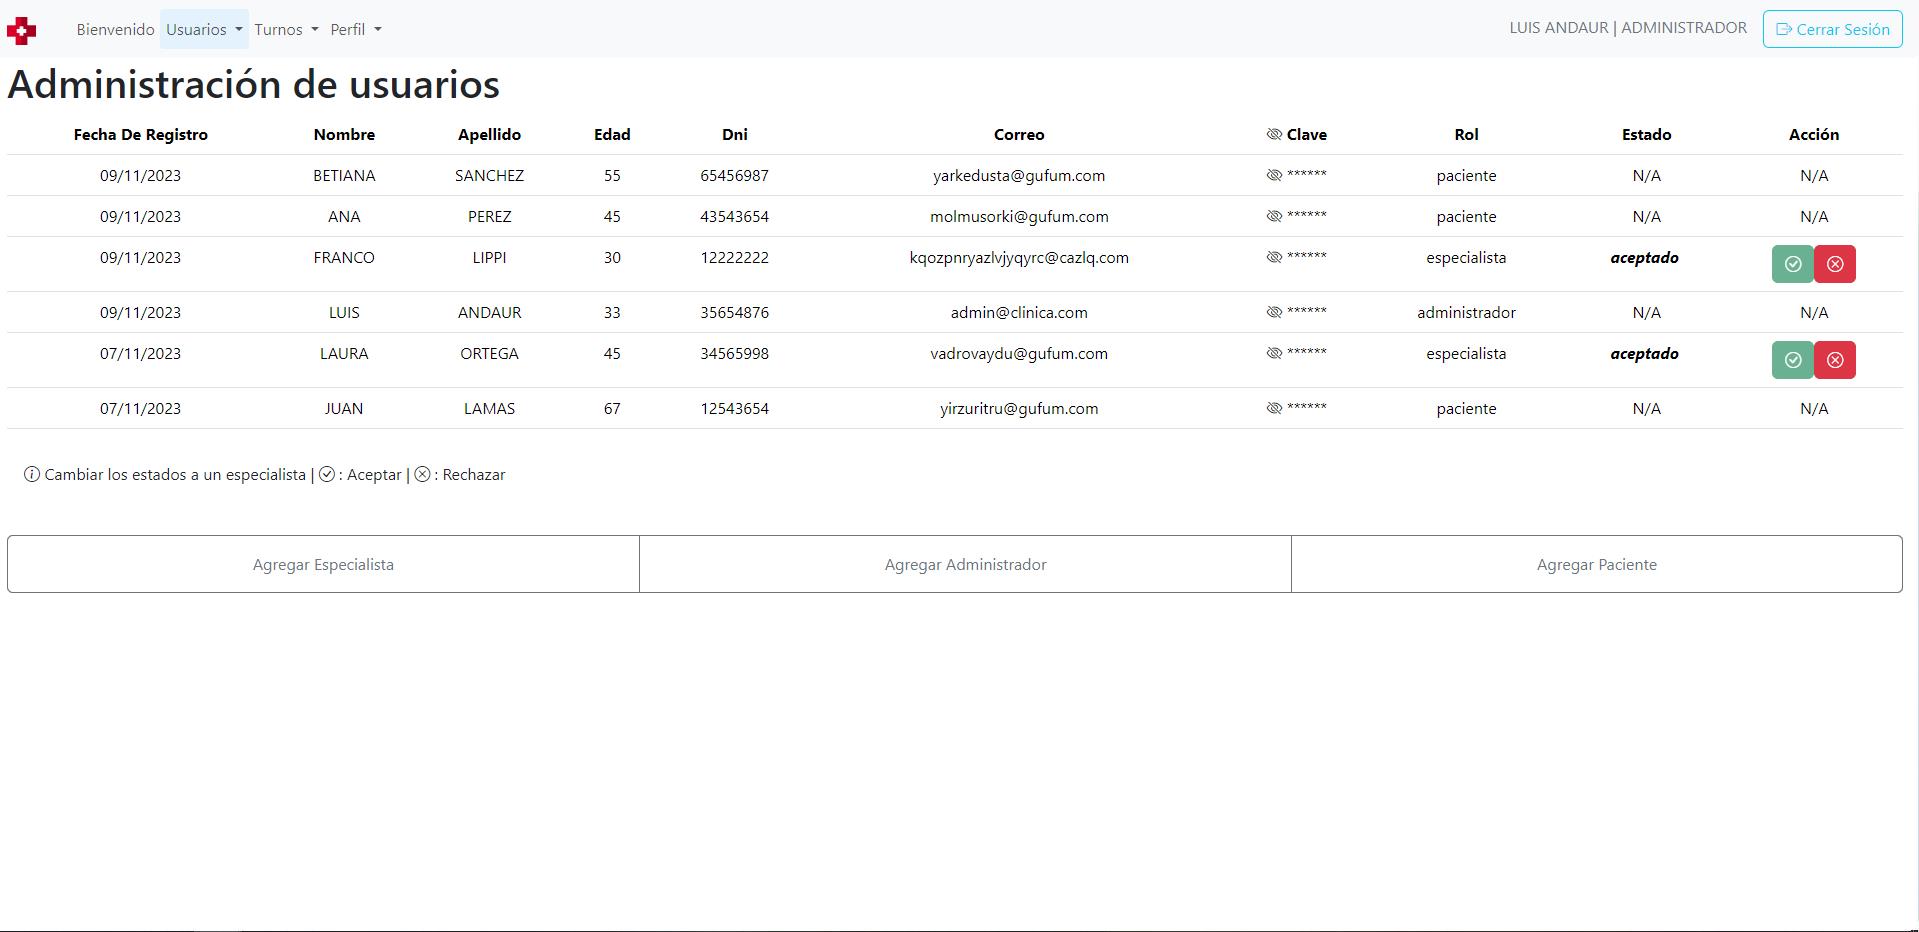 Bienvenido Usuarios Turnos Perfil LUIS ANDAUR | ADMINISTRADOR Cerrar Sesión
Administración de usuarios
Fecha De Registro Nombre Apellido Edad Dni Correo Clave Rol Estado Acción
09/11/2023 BETIANA SANCHEZ 55 65456987 yarkedusta@gufum.com ****** paciente N/A N/A
09/11/2023 ANA PEREZ 45 43543654 molmusorki@gufum.com ****** paciente N/A N/A
09/11/2023 FRANCO LIPPI 30 12222222 kqozpnryazlvjyqyrc@cazlq.com ****** especialista aceptado
09/11/2023 LUIS ANDAUR 33 35654876 admin@clinica.com ****** administrador N/A N/A
07/11/2023 LAURA ORTEGA 45 34565998 vadrovaydu@gufum.com ****** especialista aceptado
07/11/2023 JUAN LAMAS 67 12543654 yirzuritru@gufum.com ****** paciente N/A N/A
Cambiar los estados a un especialista | : Aceptar | : Rechazar
Agregar Especialista Agregar Administrador Agregar Paciente